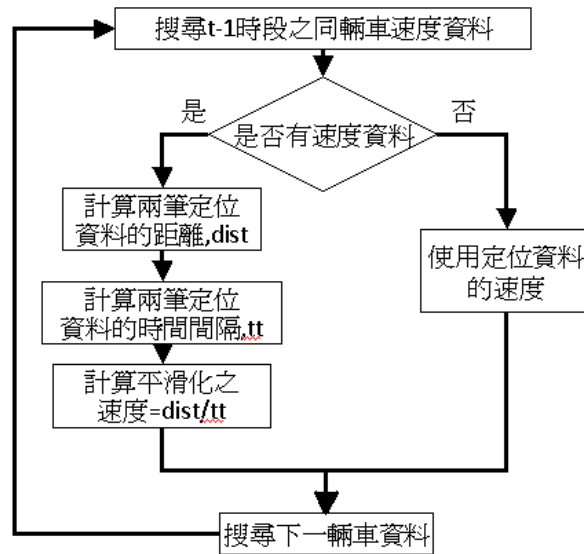 搜尋t-1時段之同輛車速度資料
是否有速度資料
是
否
計算兩筆定位
資料的距離,dist
計算兩筆定位
資料的時間間隔,tt
計算平滑化之
速度=dist/tt
使用定位資料
的速度
搜尋下一輛車資料